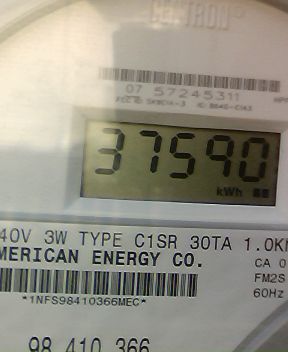 CENTRON®
07 57245311
37590
kWh
40V 3W TYPE C1SR 30TA 1.0K
MERICAN ENERGY CO.
CA 0
FM2S
60Hz
*1NFS98410366MEC*
98 410 366